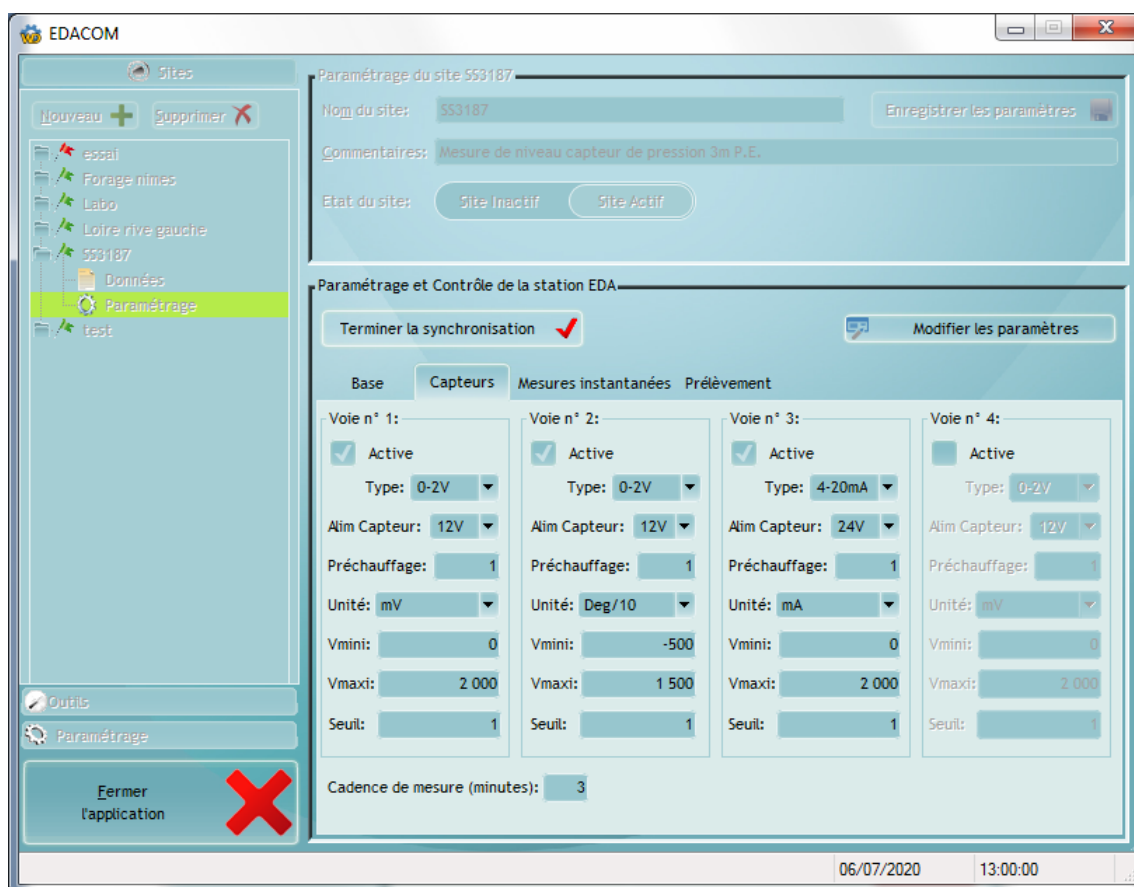 EDACOM
Sites
Nouveau
Supprimer
essai
Forage nimes
Labo
Loire rive gauche
SS3187
Données
Paramétrage
test
Outils
Paramétrage
Fermer
l'application
Paramétrage du site SS3187
Nom du site: SS3187
Enregistrer les paramètres
Commentaires: Mesure de niveau capteur de pression 3m P.E.
Etat du site: Site Inactif Site Actif
Paramétrage et Contrôle de la station EDA
Terminer la synchronisation
Modifier les paramètres
Base Capteurs Mesures instantanées Prélèvement
Voie n° 1:
Active
Type: 0-2V
Alim Capteur: 12V
Préchauffage: 1
Unité: mV
Vmini: 0
Vmaxi: 2 000
Seuil: 1
Voie n° 2:
Active
Type: 0-2V
Alim Capteur: 12V
Préchauffage: 1
Unité: Deg/10
Vmini: -500
Vmaxi: 1 500
Seuil: 1
Voie n° 3:
Active
Type: 4-20mA
Alim Capteur: 24V
Préchauffage: 1
Unité: mA
Vmini: 0
Vmaxi: 2 000
Seuil: 1
Voie n° 4:
Active
Type: 0-2V
Alim Capteur: 12V
Préchauffage: 1
Unité: mV
Vmini: 0
Vmaxi: 2 000
Seuil: 1
Cadence de mesure (minutes): 3
06/07/2020 13:00:00